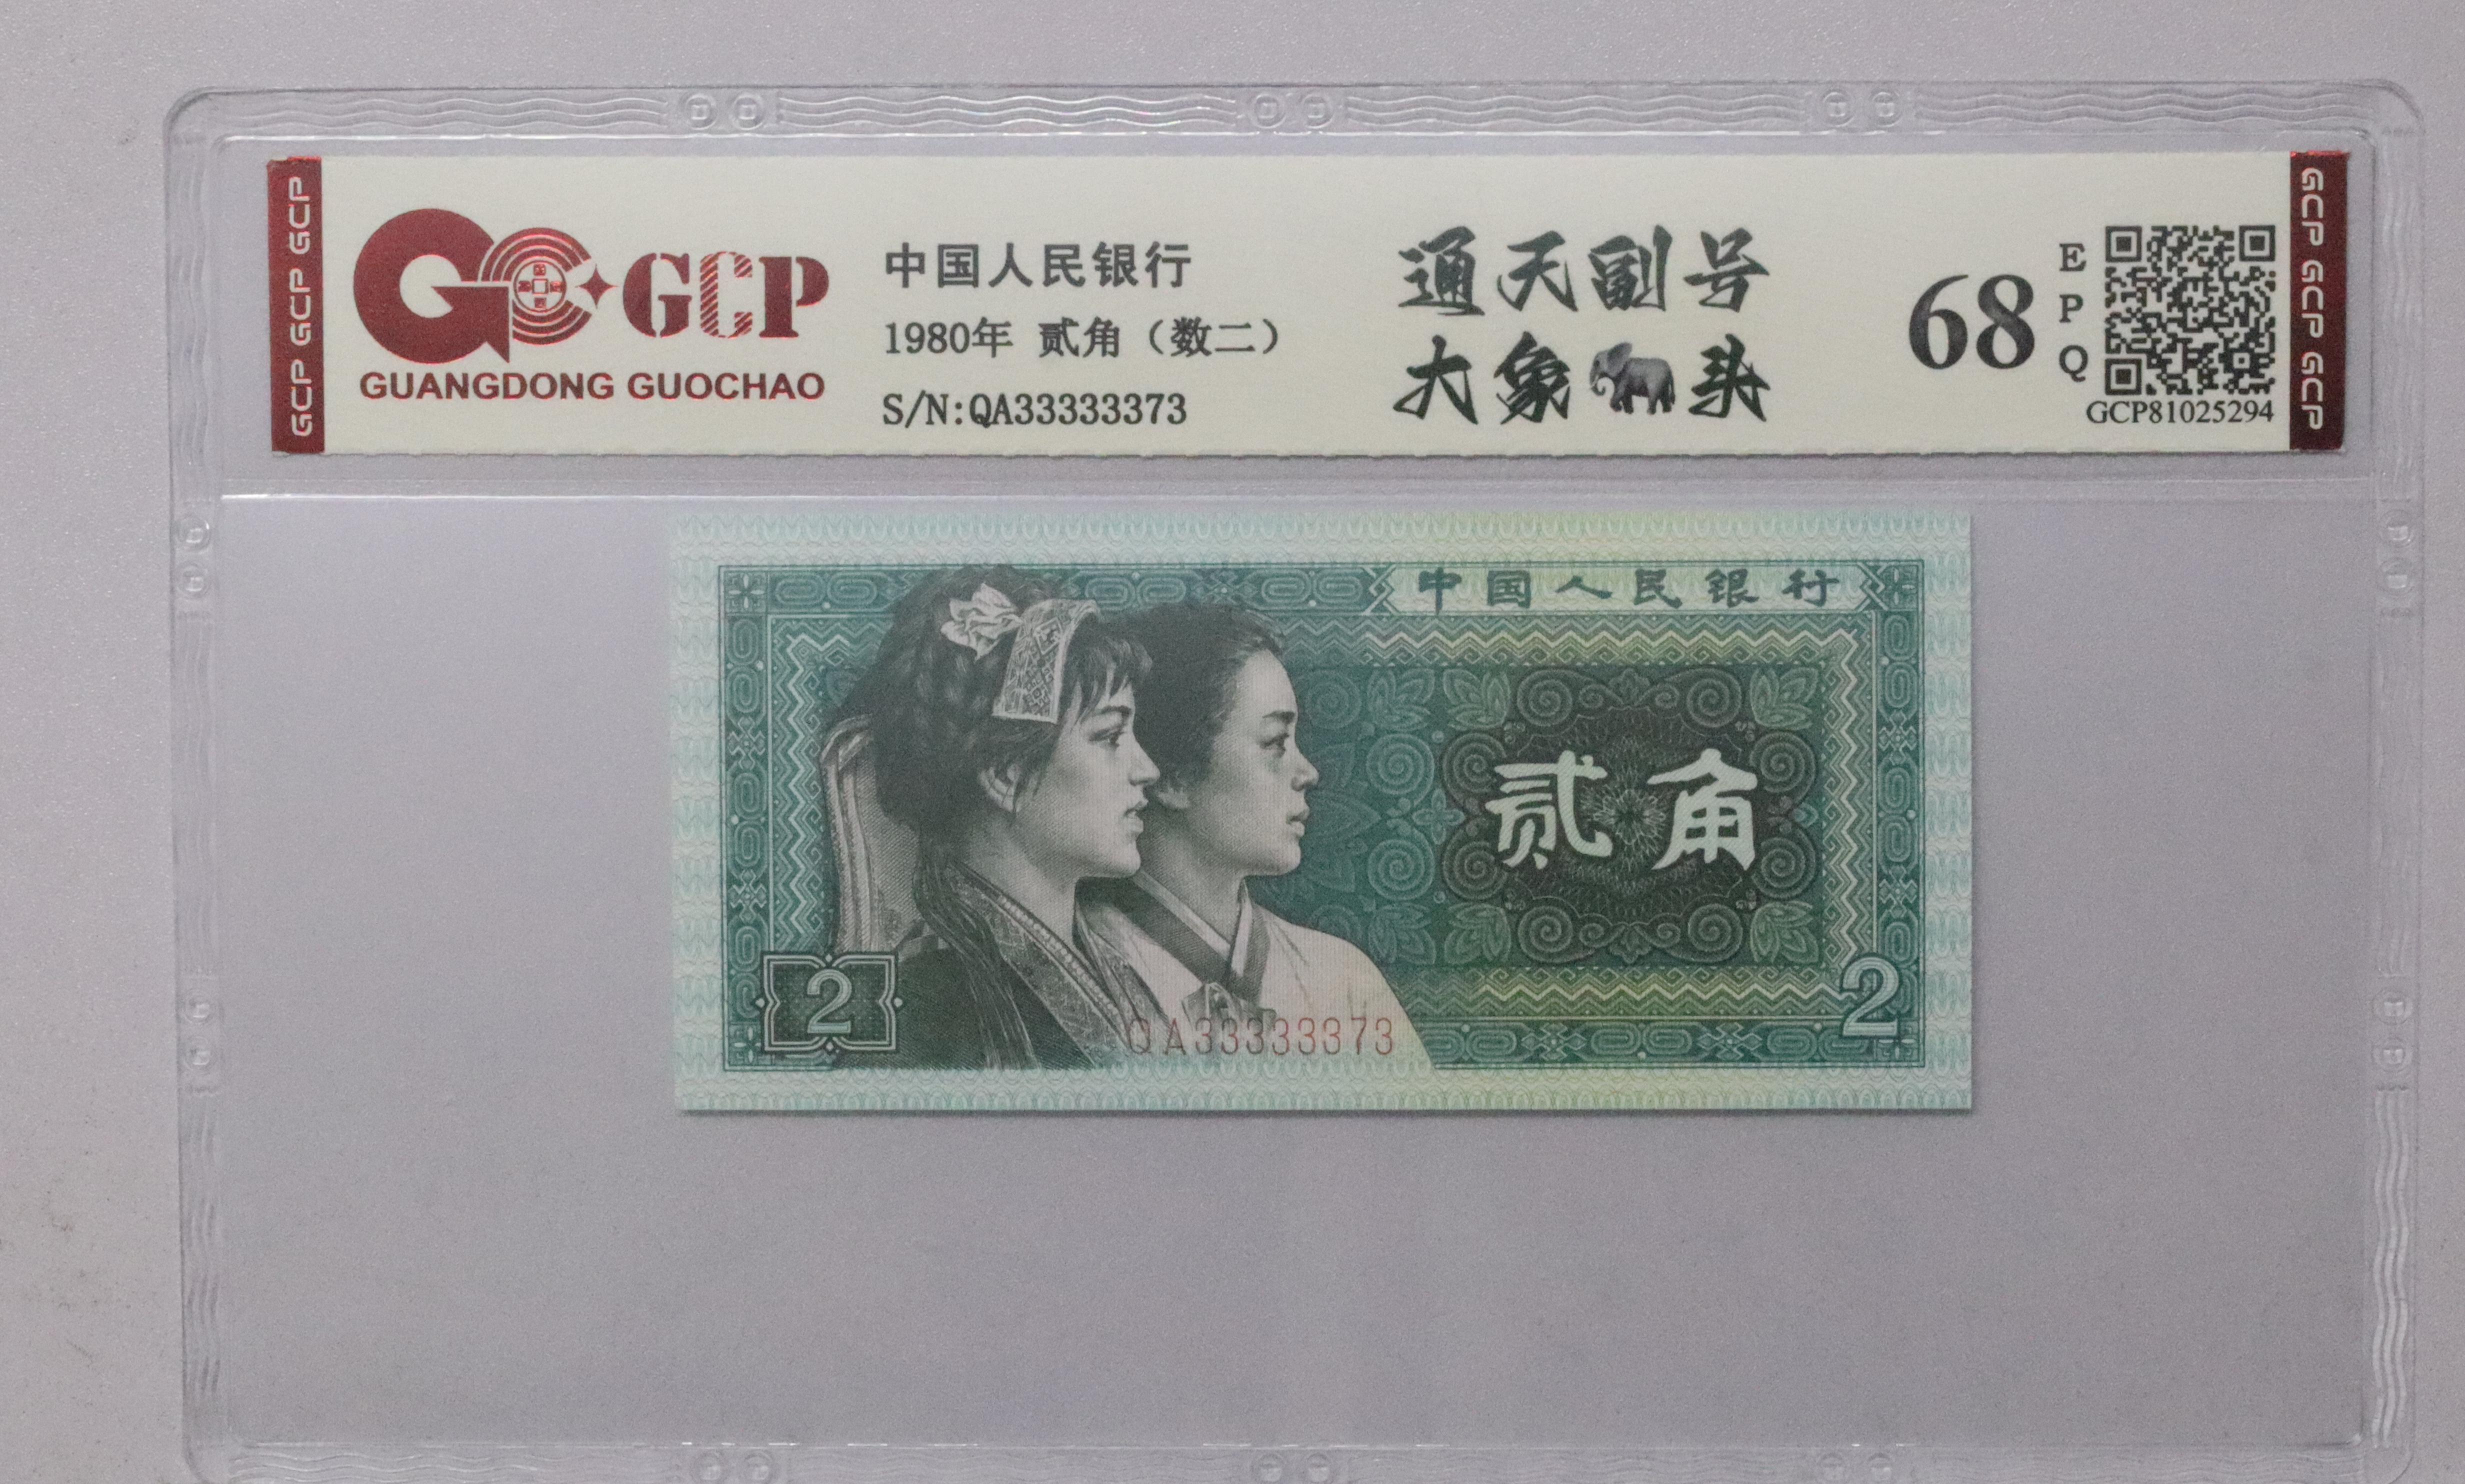 GCP GCP GCP
GCP
GUANGDONG GUOCHAO
中国人民银行
1980年 贰角（数二）
S/N:QA33333373
通天副号
大象头
68
EPQ
GCP81025294
GCP GCP GCP
中国人民银行
贰角
2
2
QA33333373